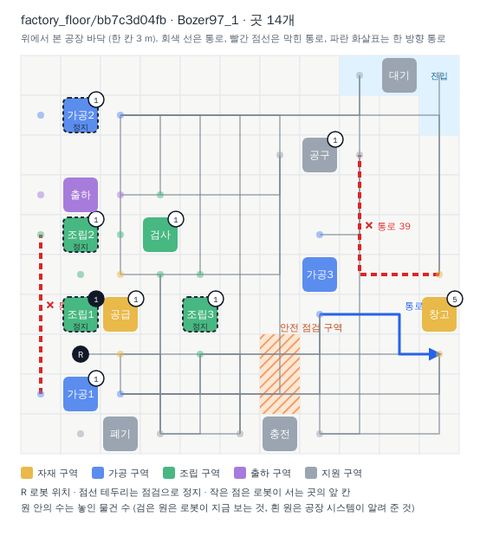 factory_floor/bb7c3d04fb · Bozer97_1 · 곳 14개
위에서 본 공장 바닥 (한 칸 3 m). 회색 선은 통로, 빨간 점선은 막힌 통로, 파란 화살표는 한 방향 통로
대기
전입
1
가공2
정지
1
공구
출하
1
조립2
정지
1
검사
✖ 통로 39
가공3
✖
1
조립1
정지
1
공급
1
조립3
정지
통로
5
창고
안전 점검 구역
R
1
가공1
폐기
충전
자재 구역
가공 구역
조립 구역
출하 구역
지원 구역
R 로봇 위치 · 점선 테두리는 점검으로 정지 · 작은 점은 로봇이 서는 곳의 앞 칸
원 안의 수는 놓인 물건 수 (검은 원은 로봇이 지금 보는 것, 흰 원은 공장 시스템이 알려 준 것)